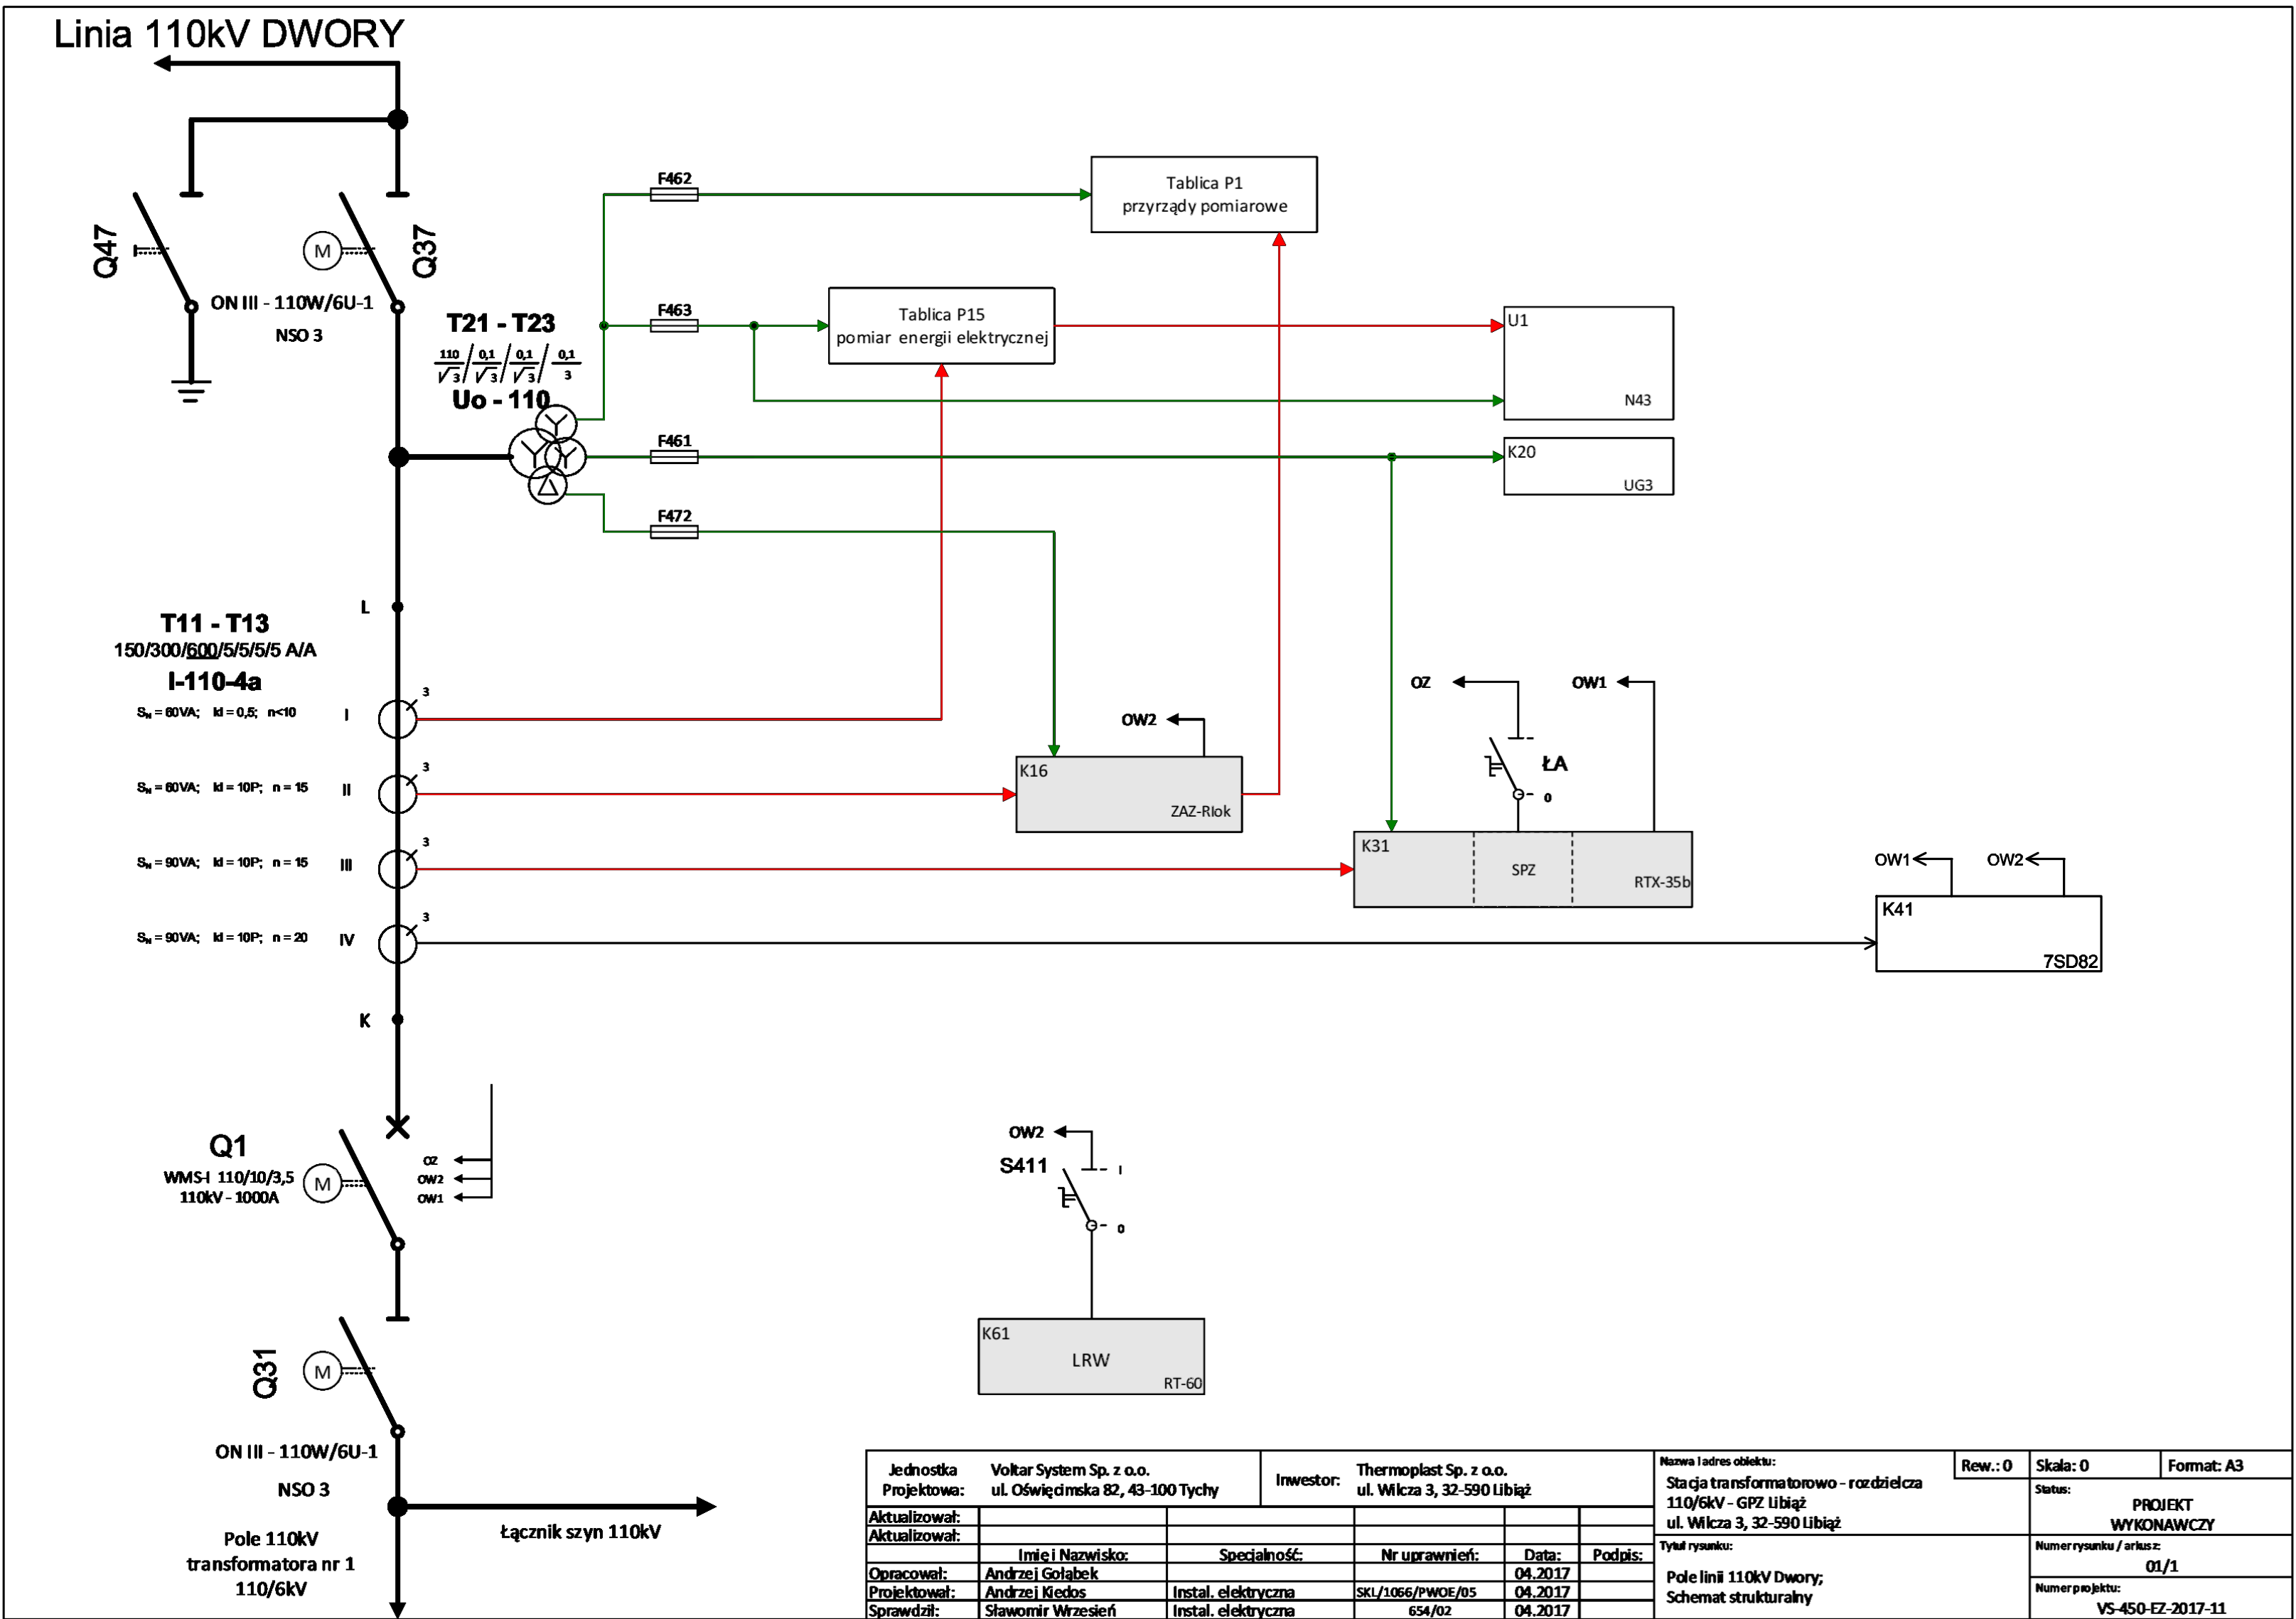 Linia 110kV DWORY
Q47
M
Q37
ON III - 110W/6U-1
NSO 3
T21 - T23
110/√3 / 0,1/√3 / 0,1/√3 / 0,1/3
Uo - 110
F462
F463
F461
F472
Tablica P1
przyrządy pomiarowe
Tablica P15
pomiar energii elektrycznej
U1
N43
K20
UG3
L
T11 - T13
150/300/600/5/5/5/5 A/A
I-110-4a
SN = 60VA; kl = 0,5; n<10
I
3
SN = 60VA; kl = 10P; n = 15
II
3
SN = 90VA; kl = 10P; n = 15
III
3
SN = 90VA; kl = 10P; n = 20
IV
3
K
OW2
K16
ZAZ-RIok
OZ
OW1
ŁA
0
K31
SPZ
RTX-35b
OW1
OW2
K41
7SD82
Q1
WMS-I 110/10/3,5
110kV - 1000A
M
OZ
OW2
OW1
OW2
S411
I
0
K61
LRW
RT-60
Q31
M
ON III - 110W/6U-1
NSO 3
Łącznik szyn 110kV
Pole 110kV
transformatora nr 1
110/6kV
Jednostka
Projektowa:
Voltar System Sp. z o.o.
ul. Oświęcimska 82, 43-100 Tychy
Inwestor:
Thermoplast Sp. z o.o.
ul. Wilcza 3, 32-590 Libiąż
Aktualizował:
Aktualizował:
Imię i Nazwisko: Specjalność: Nr uprawnień: Data: Podpis:
Opracował: Andrzej Gołąbek 04.2017
Projektował: Andrzej Kiedos Instal. elektryczna SKL/1066/PWOE/05 04.2017
Sprawdził: Sławomir Wrzesień Instal. elektryczna 654/02 04.2017
Nazwa i adres obiektu:
Stacja transformatorowo - rozdzielcza
110/6kV - GPZ Libiąż
ul. Wilcza 3, 32-590 Libiąż
Tytuł rysunku:
Pole linii 110kV Dwory;
Schemat strukturalny
Rew.: 0
Skala: 0
Format: A3
Status:
PROJEKT
WYKONAWCZY
Numer rysunku / arkusz:
01/1
Numer projektu:
VS-450-EZ-2017-11